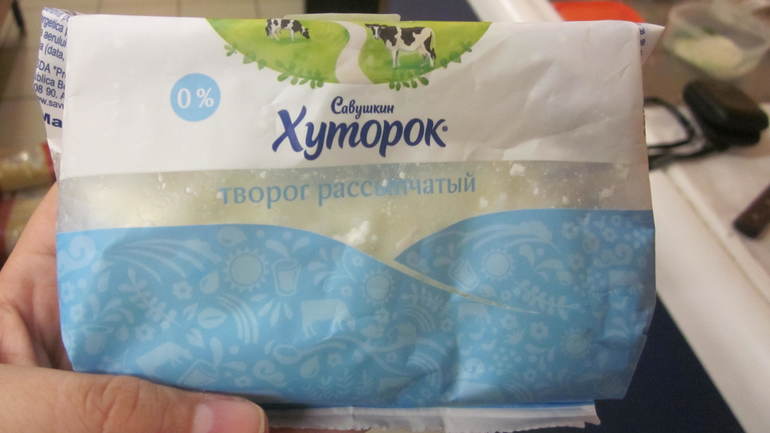 0 %
Савушкин
Хуторок®
творог рассыпчатый